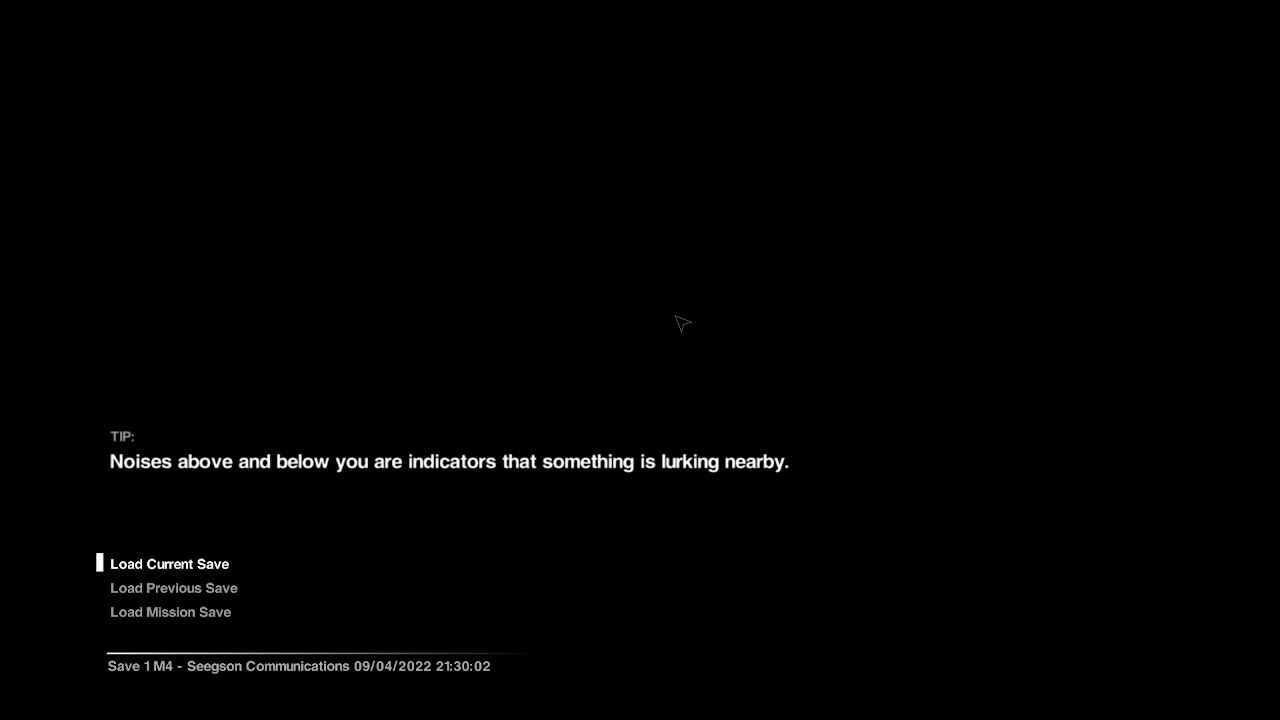 TIP:
Noises above and below you are indicators that something is lurking nearby.
Load Current Save
Load Previous Save
Load Mission Save
Save 1 M4 - Seegson Communications 09/04/2022 21:30:02